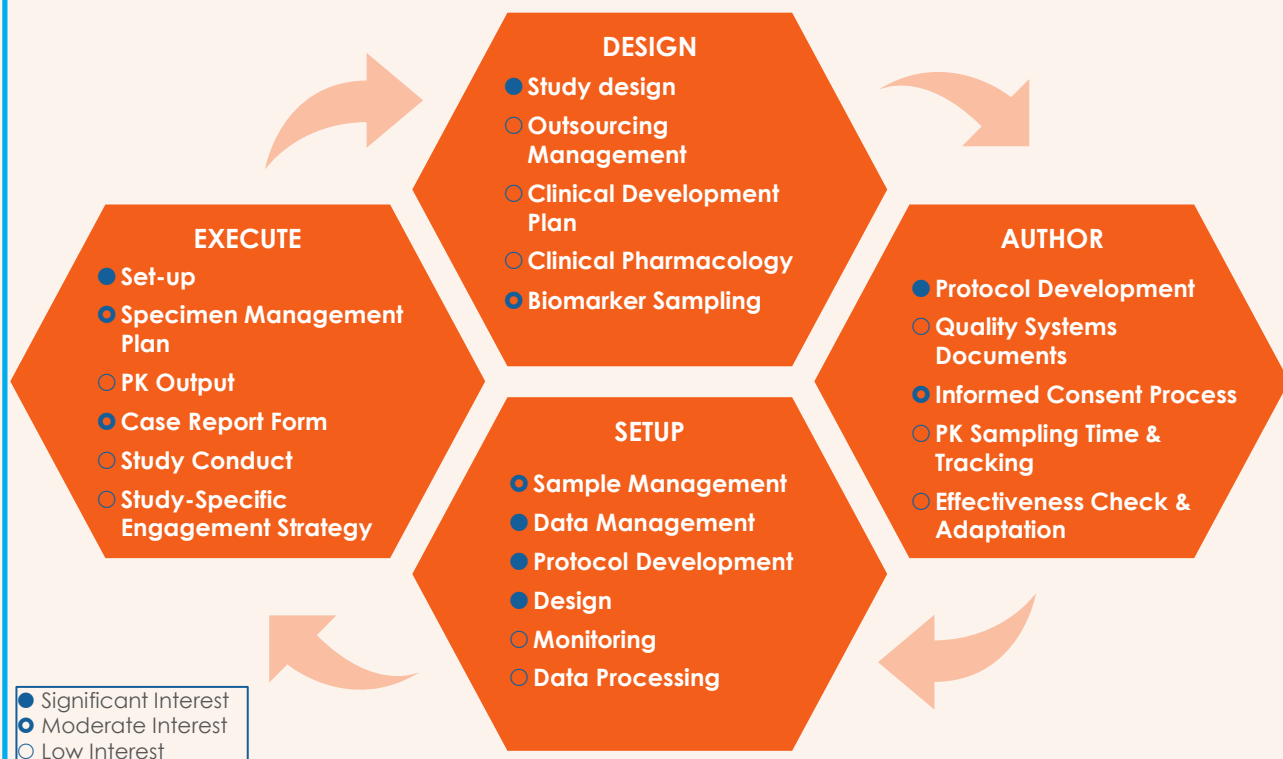 DESIGN
Study design
Outsourcing
Management
Clinical Development
Plan
Clinical Pharmacology
Biomarker Sampling
EXECUTE
Set-up
Specimen Management
Plan
PK Output
Case Report Form
Study Conduct
Study-Specific
Engagement Strategy
AUTHOR
Protocol Development
Quality Systems
Documents
Informed Consent Process
PK Sampling Time &
Tracking
Effectiveness Check &
Adaptation
SETUP
Sample Management
Data Management
Protocol Development
Design
Monitoring
Data Processing
Significant Interest
Moderate Interest
Low Interest